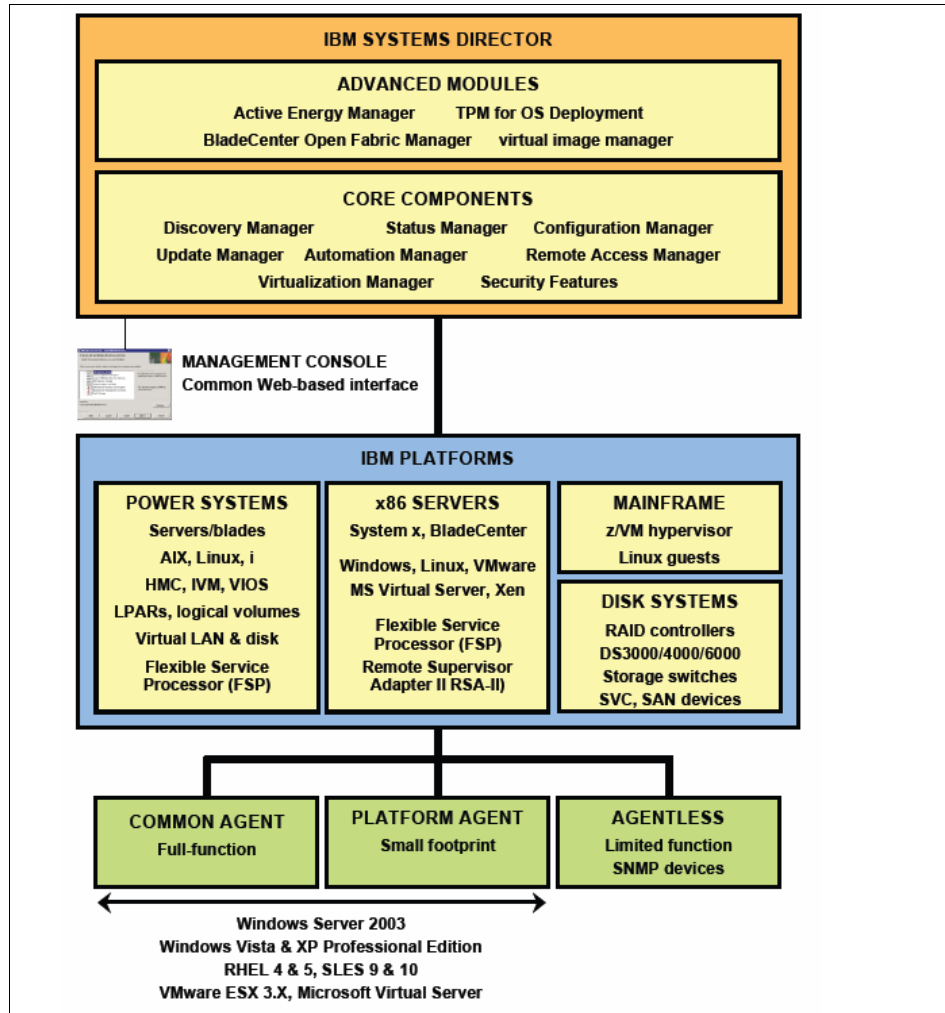 IBM SYSTEMS DIRECTOR
ADVANCED MODULES
Active Energy Manager TPM for OS Deployment
BladeCenter Open Fabric Manager virtual image manager
CORE COMPONENTS
Discovery Manager Status Manager Configuration Manager
Update Manager Automation Manager Remote Access Manager
Virtualization Manager Security Features
MANAGEMENT CONSOLE
Common Web-based interface
IBM PLATFORMS
POWER SYSTEMS
Servers/blades
AIX, Linux, i
HMC, IVM, VIOS
LPARs, logical volumes
Virtual LAN & disk
Flexible Service
Processor (FSP)
x86 SERVERS
System x, BladeCenter
Windows, Linux, VMware
MS Virtual Server, Xen
Flexible Service
Processor (FSP)
Remote Supervisor
Adapter II RSA-II)
MAINFRAME
z/VM hypervisor
Linux guests
DISK SYSTEMS
RAID controllers
DS3000/4000/6000
Storage switches
SVC, SAN devices
COMMON AGENT
Full-function
PLATFORM AGENT
Small footprint
AGENTLESS
Limited function
SNMP devices
Windows Server 2003
Windows Vista & XP Professional Edition
RHEL 4 & 5, SLES 9 & 10
VMware ESX 3.X, Microsoft Virtual Server